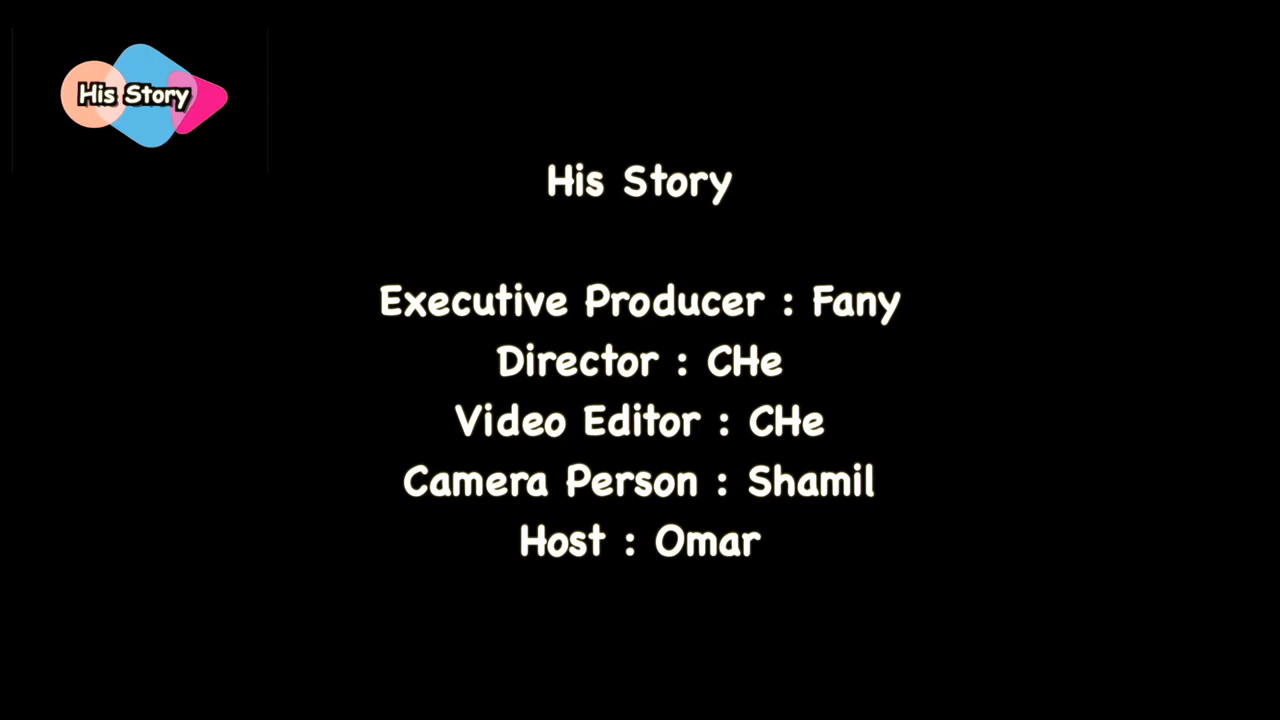 His Story
His Story
Executive Producer : Fany
Director : CHe
Video Editor : CHe
Camera Person : Shamil
Host : Omar